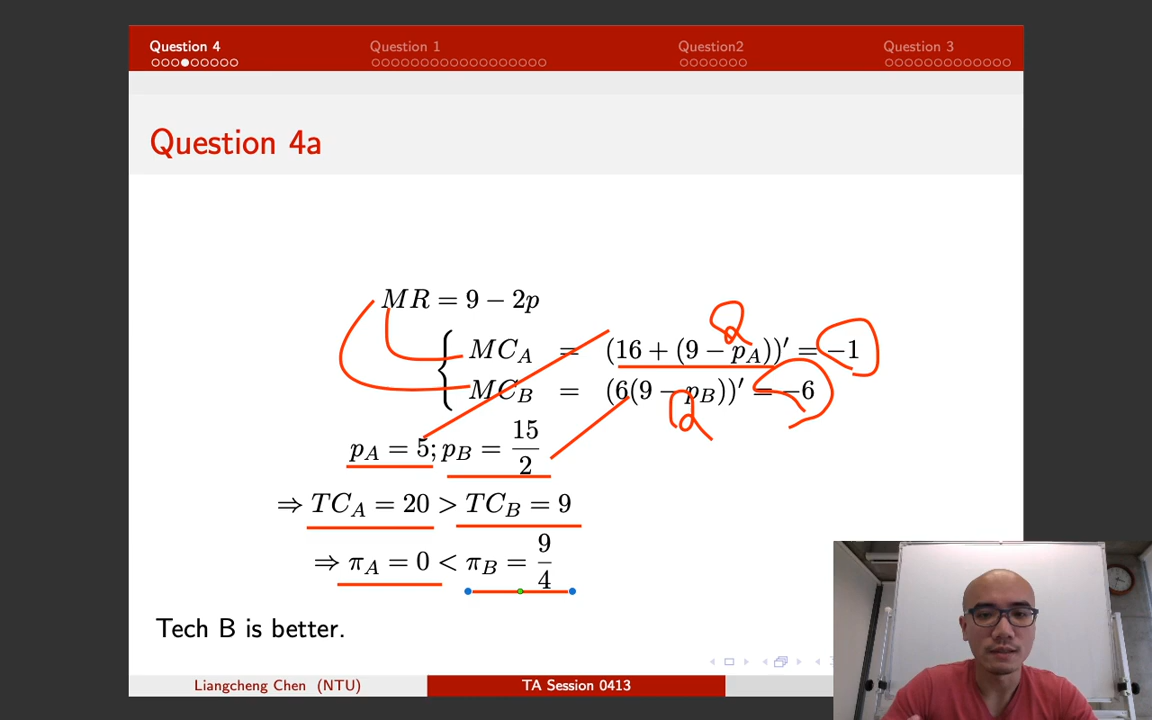 Question 4 Question 1 Question2 Question 3
Question 4a
MR = 9 − 2p
MC_A = (16 + (9 − p_A))′ = −1
Q
MC_B = (6(9 − p_B))′ = −6
Q
p_A = 5; p_B = 15/2
⇒ TC_A = 20 > TC_B = 9
⇒ π_A = 0 < π_B = 9/4
Tech B is better.
Liangcheng Chen (NTU) TA Session 0413